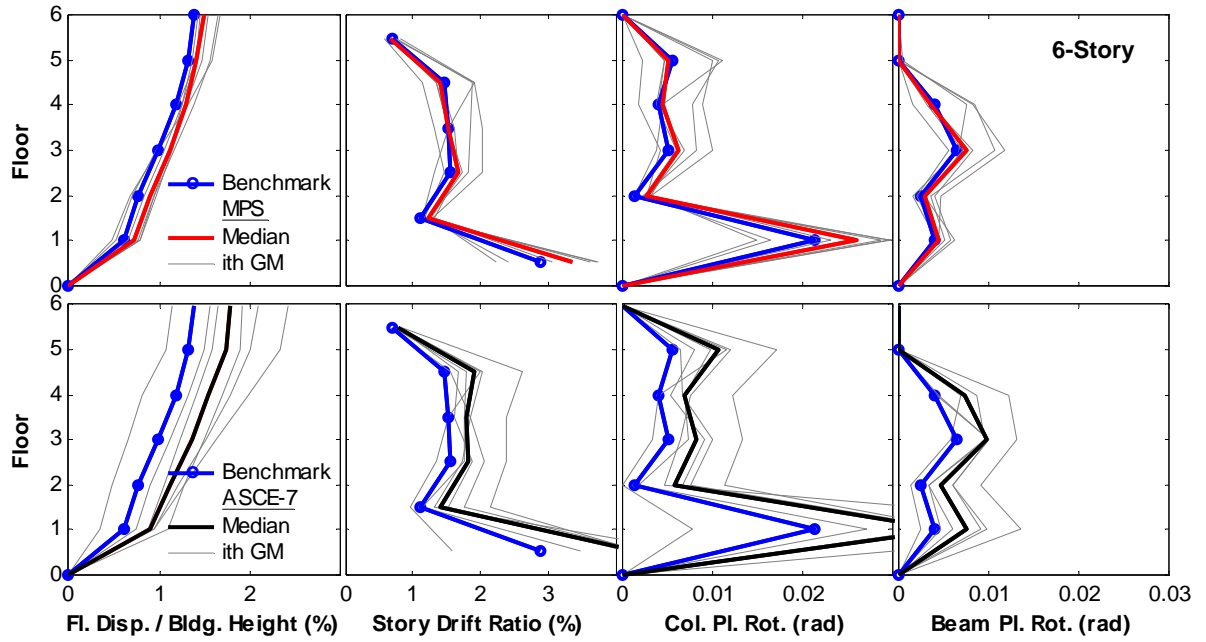 6
5
4
3
2
1
0
Floor
Benchmark
MPS
Median
ith GM
6-Story
6
5
4
3
2
1
0
Floor
Benchmark
ASCE-7
Median
ith GM
1 2 0 1 2 3 0 0.01 0.02 0 0.01 0.02 0.03
Fl. Disp. / Bldg. Height (%) Story Drift Ratio (%) Col. Pl. Rot. (rad) Beam Pl. Rot. (rad)